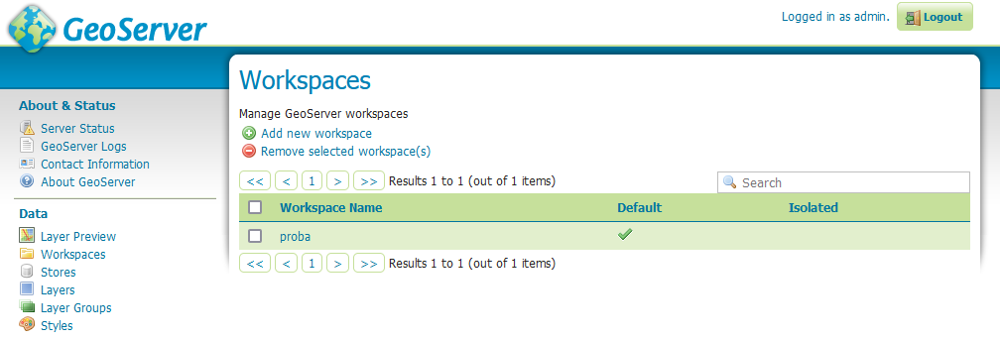 GeoServer
Logged in as admin. Logout
Workspaces
Manage GeoServer workspaces
Add new workspace
Remove selected workspace(s)
<< < 1 > >> Results 1 to 1 (out of 1 items) Search
Workspace Name Default Isolated
proba
<< < 1 > >> Results 1 to 1 (out of 1 items)
About & Status
Server Status
GeoServer Logs
Contact Information
About GeoServer
Data
Layer Preview
Workspaces
Stores
Layers
Layer Groups
Styles